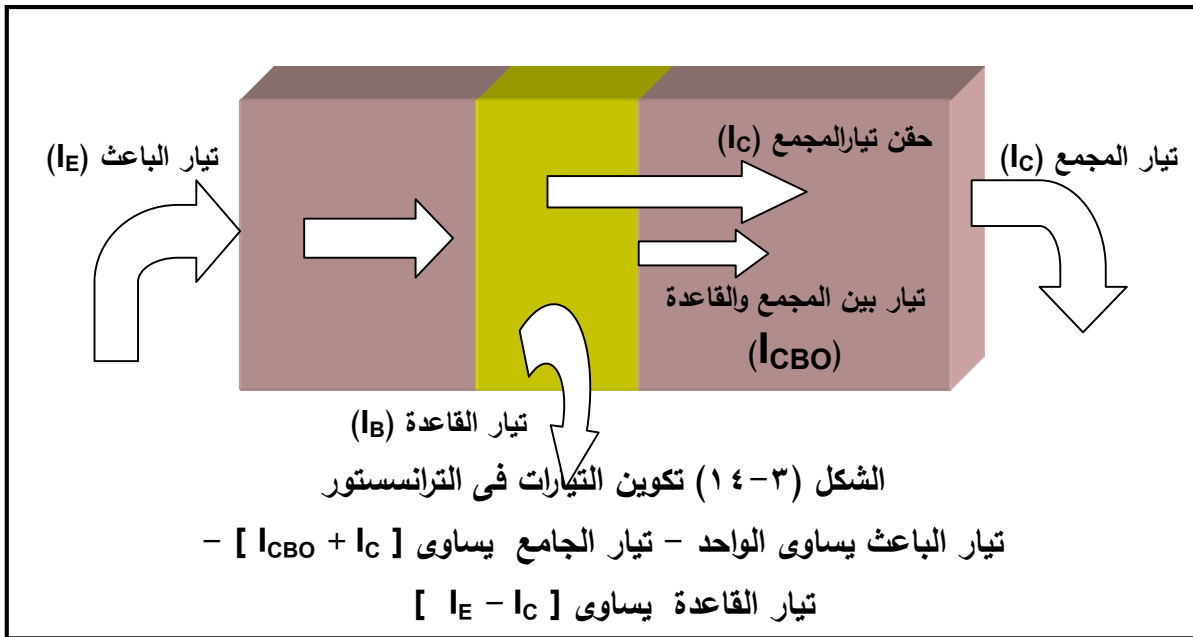 حقن تيارالمجمع (IC)
تيار المجمع (IC)
تيار الباعث (IE)
تيار بين المجمع والقاعدة
(ICBO)
تيار القاعدة (IB)
الشكل (٣-١٤) تكوين التيارات فى الترانسستور
تيار الباعث يساوى الواحد – تيار الجامع يساوى [ ICBO + IC ] –
تيار القاعدة يساوى [ IE – IC ]